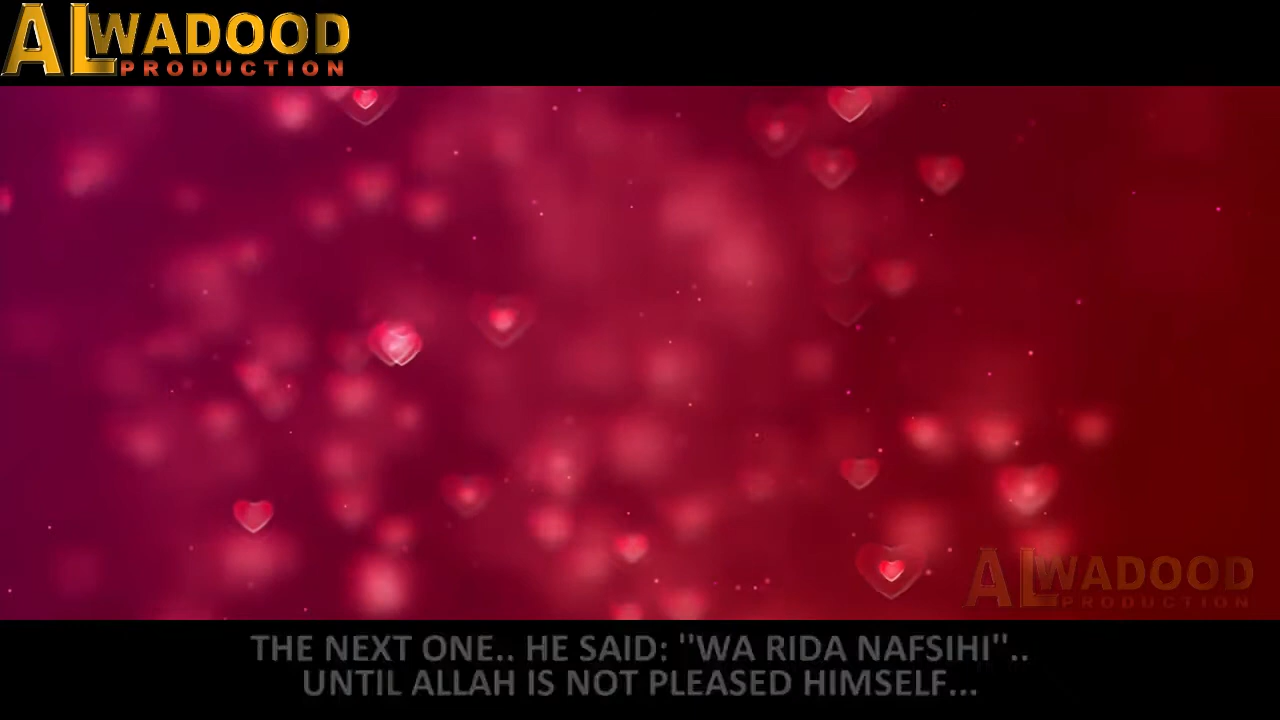 ALWADOOD
PRODUCTION
ALWADOOD
PRODUCTION
THE NEXT ONE.. HE SAID: "WA RIDA NAFSIHI"..
UNTIL ALLAH IS NOT PLEASED HIMSELF...